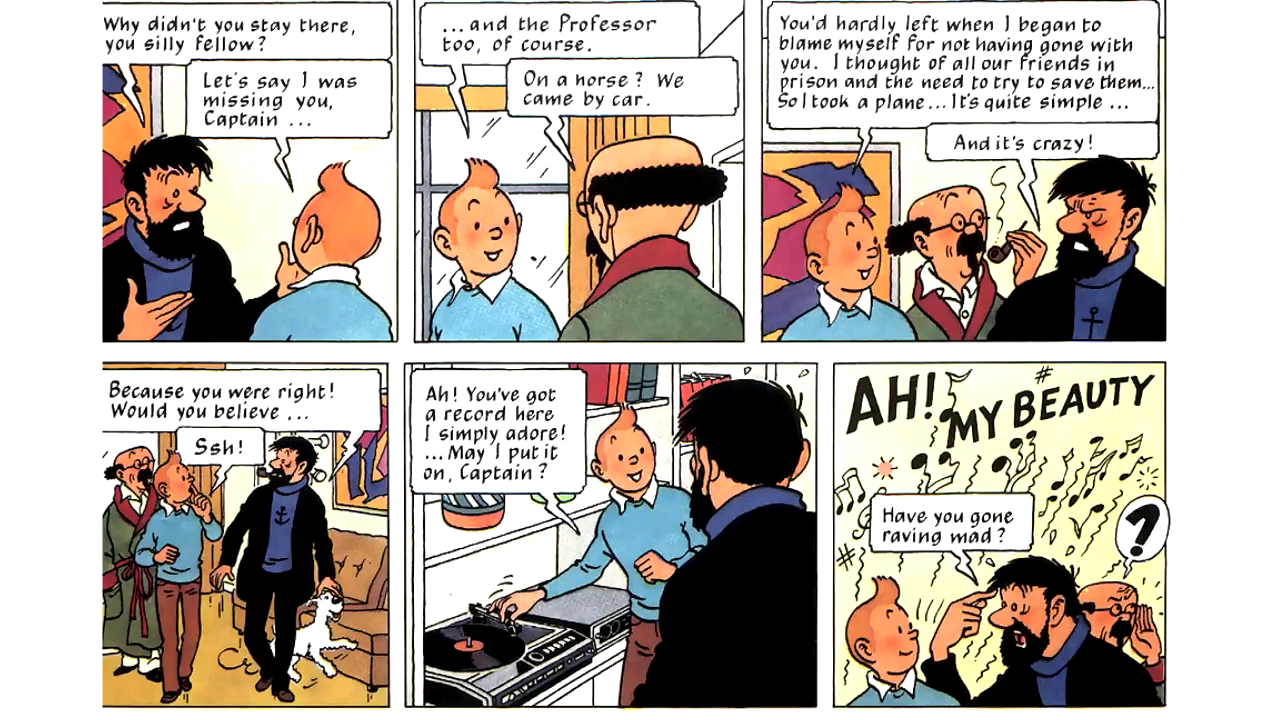 Why didn't you stay there,
you silly fellow?
Let's say I was
missing you,
Captain ...
... and the Professor
too, of course.
On a horse? We
came by car.
You'd hardly left when I began to
blame myself for not having gone with
you. I thought of all our friends in
prison and the need to try to save them...
So I took a plane ... It's quite simple ...
And it's crazy!
Because you were right!
Would you believe ...
Ssh!
Ah! You've got
a record here
I simply adore!
... May I put it
on, Captain?
AH! MY BEAUTY
Have you gone
raving mad?
?